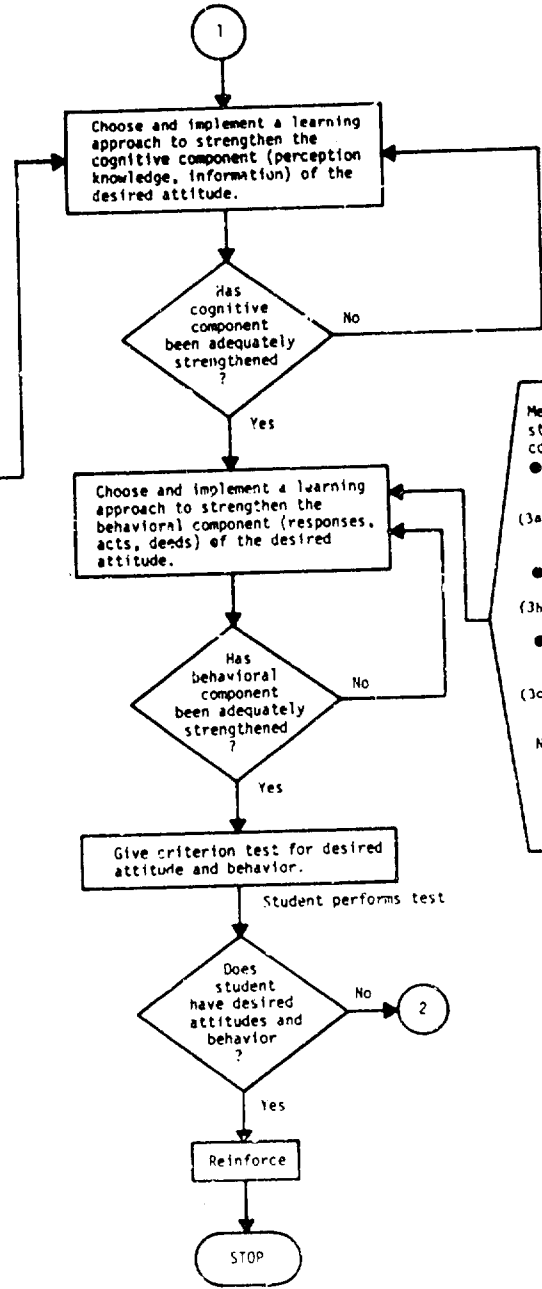 1
Choose and implement a learning
approach to strengthen the
cognitive component (perception
knowledge, information) of the
desired attitude.
Has
cognitive
component
been adequately
strengthened
?
No
Yes
Choose and implement a learning
approach to strengthen the
behavioral component (responses,
acts, deeds) of the desired
attitude.
Me
st
co
(3a
(3h
(3c
N
Has
behavioral
component
been adequately
strengthened
?
No
Yes
Give criterion test for desired
attitude and behavior.
Student performs test
Does
student
have desired
attitudes and
behavior
?
No
2
Yes
Reinforce
STOP